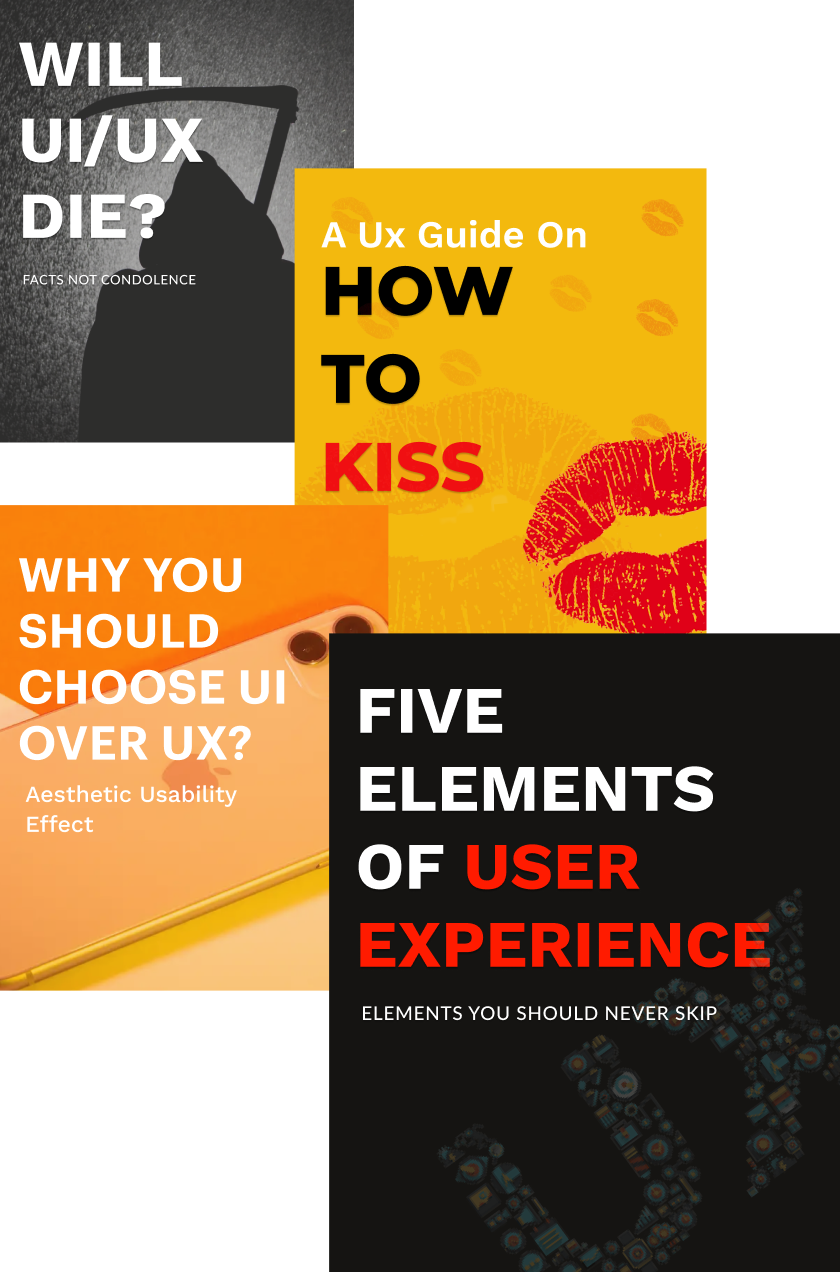 WILL
UI/UX
DIE?
FACTS NOT CONDOLENCE
A Ux Guide On
HOW
TO
KISS
WHY YOU
SHOULD
CHOOSE UI
OVER UX?
Aesthetic Usability
Effect
FIVE
ELEMENTS
OF USER
EXPERIENCE
ELEMENTS YOU SHOULD NEVER SKIP
UX